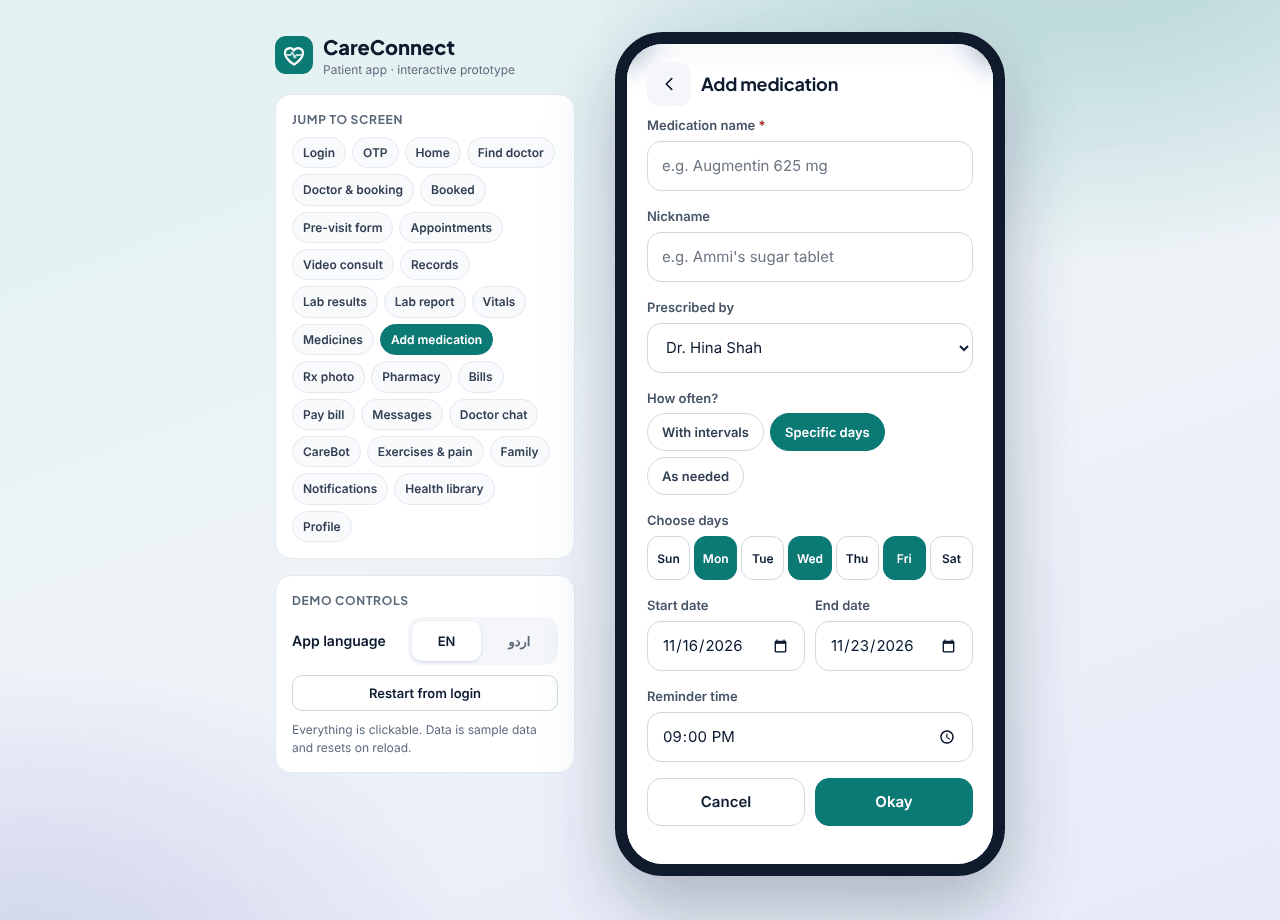 CareConnect
Patient app · interactive prototype
JUMP TO SCREEN
Login OTP Home Find doctor
Doctor & booking Booked
Pre-visit form Appointments
Video consult Records
Lab results Lab report Vitals
Medicines Add medication
Rx photo Pharmacy Bills
Pay bill Messages Doctor chat
CareBot Exercises & pain Family
Notifications Health library
Profile
DEMO CONTROLS
App language EN اردو
Restart from login
Everything is clickable. Data is sample data
and resets on reload.
Add medication
Medication name *
e.g. Augmentin 625 mg
Nickname
e.g. Ammi's sugar tablet
Prescribed by
Dr. Hina Shah
How often?
With intervals Specific days
As needed
Choose days
Sun Mon Tue Wed Thu Fri Sat
Start date End date
11/16/2026 11/23/2026
Reminder time
09:00 PM
Cancel Okay